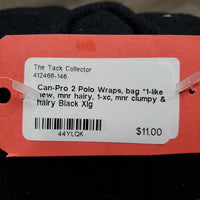 The Tack Collector
412466-146
Can-Pro 2 Polo Wraps, bag *1-like
new, mnr hairy, 1-xc, mnr clumpy &
hairy Black Xlg
44YLQK
$11.00